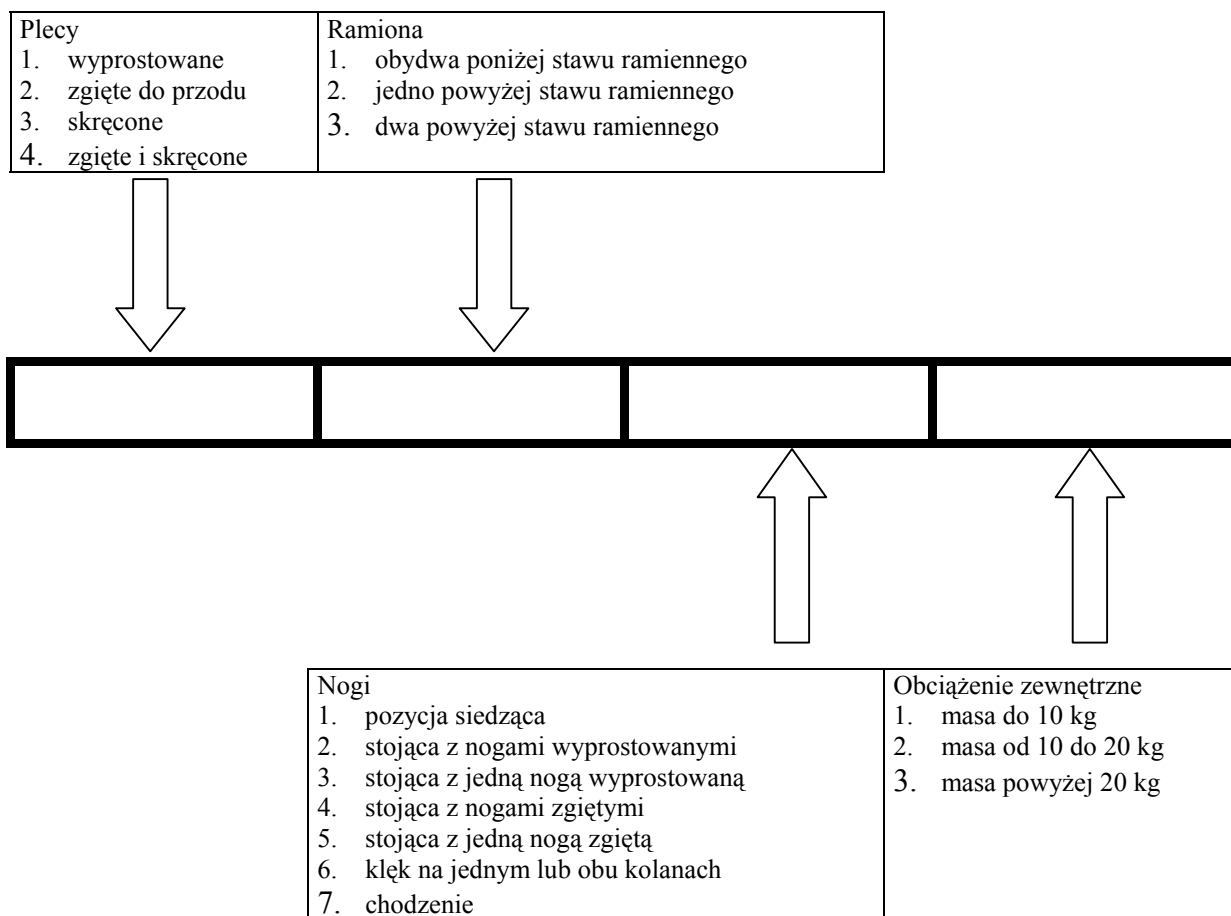 Plecy
1. wyprostowane
2. zgięte do przodu
3. skręcone
4. zgięte i skręcone
Ramiona
1. obydwa poniżej stawu ramiennego
2. jedno powyżej stawu ramiennego
3. dwa powyżej stawu ramiennego
Nogi
1. pozycja siedząca
2. stojąca z nogami wyprostowanymi
3. stojąca z jedną nogą wyprostowaną
4. stojąca z nogami zgiętymi
5. stojąca z jedną nogą zgiętą
6. klęk na jednym lub obu kolanach
7. chodzenie
Obciążenie zewnętrzne
1. masa do 10 kg
2. masa od 10 do 20 kg
3. masa powyżej 20 kg